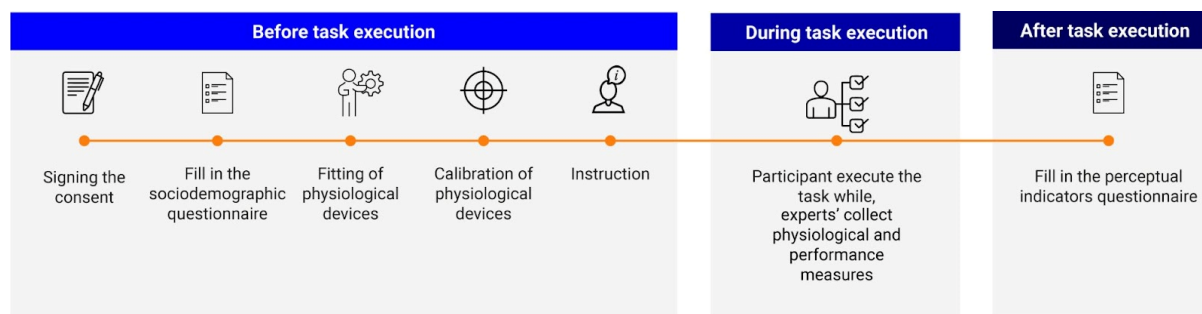 Before task execution
During task execution
After task execution
i
Signing the
consent
Fill in the
sociodemographic
questionnaire
Fitting of
physiological
devices
Calibration of
physiological
devices
Instruction
Participant execute the
task while,
experts’ collect
physiological and
performance
measures
Fill in the perceptual
indicators questionnaire